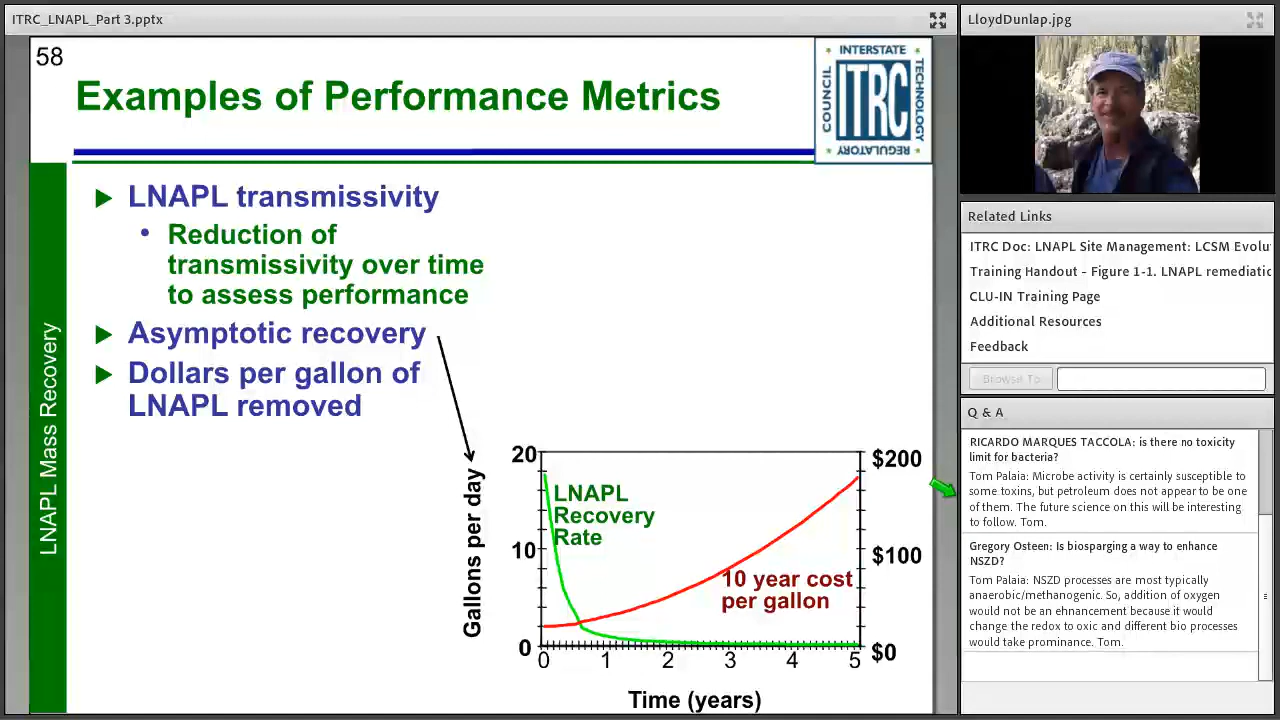 ITRC_LNAPL_Part 3.pptx
58
Examples of Performance Metrics
INTERSTATE
COUNCIL
ITRC
TECHNOLOGY
REGULATORY
LNAPL Mass Recovery
LNAPL transmissivity
Reduction of
transmissivity over time
to assess performance
Asymptotic recovery
Dollars per gallon of
LNAPL removed
Gallons per day
20
10
0
LNAPL
Recovery
Rate
10 year cost
per gallon
$200
$100
$0
0 1 2 3 4 5
Time (years)
LloydDunlap.jpg
Related Links
ITRC Doc: LNAPL Site Management: LCSM Evolu
Training Handout - Figure 1-1. LNAPL remediatic
CLU-IN Training Page
Additional Resources
Feedback
Browse To
Q & A
RICARDO MARQUES TACCOLA: is there no toxicity
limit for bacteria?
Tom Palaia: Microbe activity is certainly susceptible to
some toxins, but petroleum does not appear to be one
of them. The future science on this will be interesting
to follow. Tom.
Gregory Osteen: Is biosparging a way to enhance
NSZD?
Tom Palaia: NSZD processes are most typically
anaerobic/methanogenic. So, addition of oxygen
would not be an ehnancement because it would
change the redox to oxic and different bio processes
would take prominance. Tom.